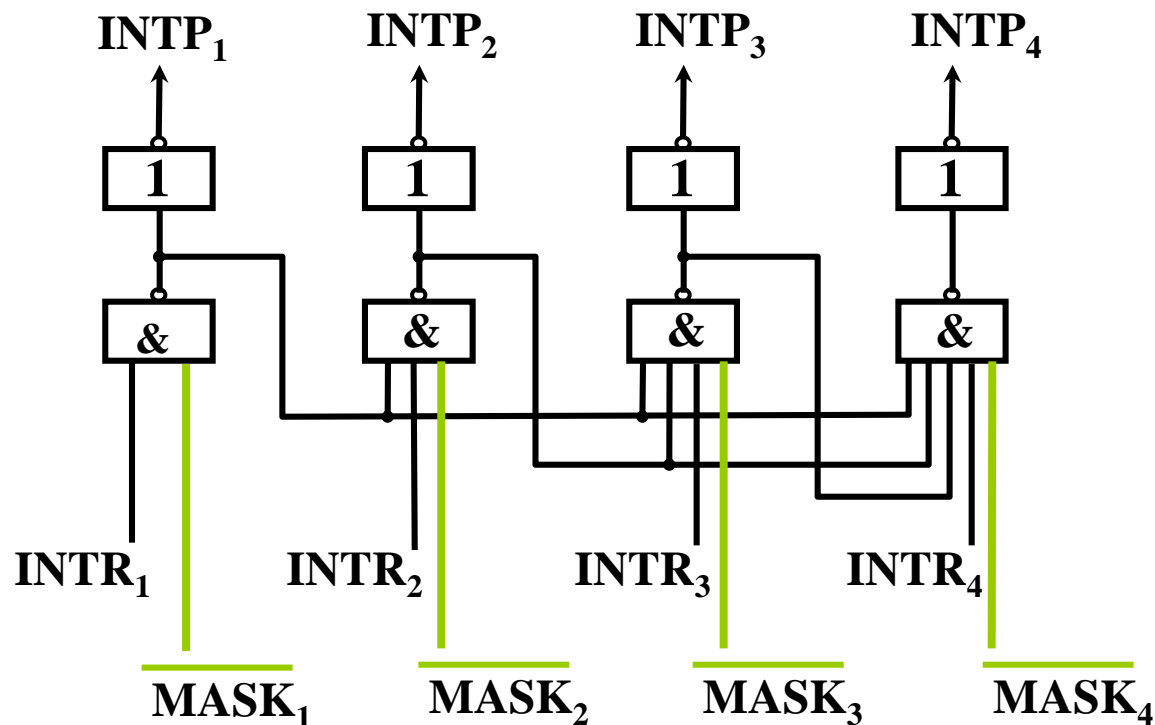 INTP₁ INTP₂ INTP₃ INTP₄
1 1 1 1
& & & &
INTR₁ INTR₂ INTR₃ INTR₄
MASK₁ MASK₂ MASK₃ MASK₄